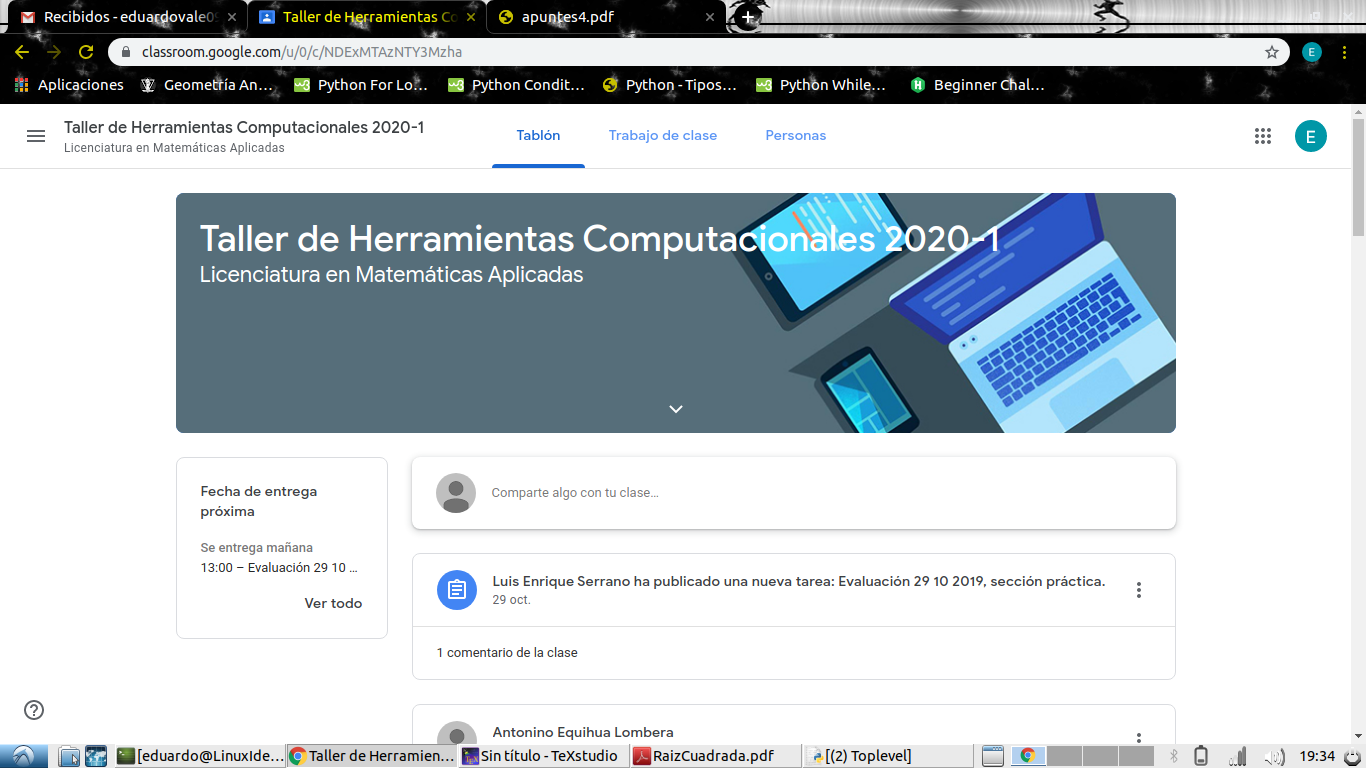 Recibidos - eduardovale09
Taller de Herramientas Co
apuntes4.pdf
classroom.google.com/u/0/c/NDExMTAzNTY3Mzha
E
Aplicaciones
Geometría An…
Python For Lo…
Python Condit…
Python - Tipos…
Python While…
Beginner Chal…
Taller de Herramientas Computacionales 2020-1
Licenciatura en Matemáticas Aplicadas
Tablón
Trabajo de clase
Personas
E
Taller de Herramientas Computacionales 2020-1
Licenciatura en Matemáticas Aplicadas
Fecha de entrega
próxima
Se entrega mañana
13:00 – Evaluación 29 10 …
Ver todo
Comparte algo con tu clase…
Luis Enrique Serrano ha publicado una nueva tarea: Evaluación 29 10 2019, sección práctica.
29 oct.
1 comentario de la clase
Antonino Equihua Lombera
[eduardo@LinuxIde...
Taller de Herramien...
Sin título - TeXstudio
RaizCuadrada.pdf
[(2) Toplevel]
19:34